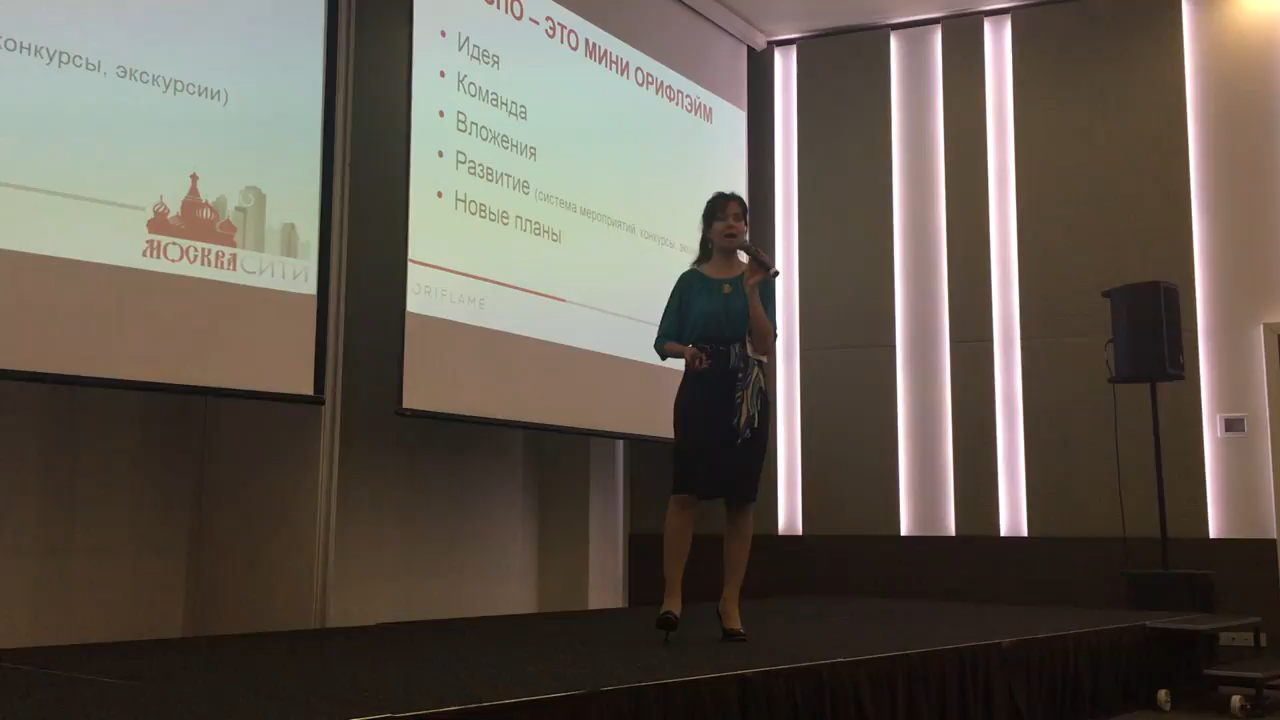 конкурсы, экскурсии)
МОСКВА СИТИ
– ЭТО МИНИ ОРИФЛЭЙМ
• Идея
• Команда
• Вложения
• Развитие (система мероприятий, конкурсы,
• Новые планы
ORIFLAME